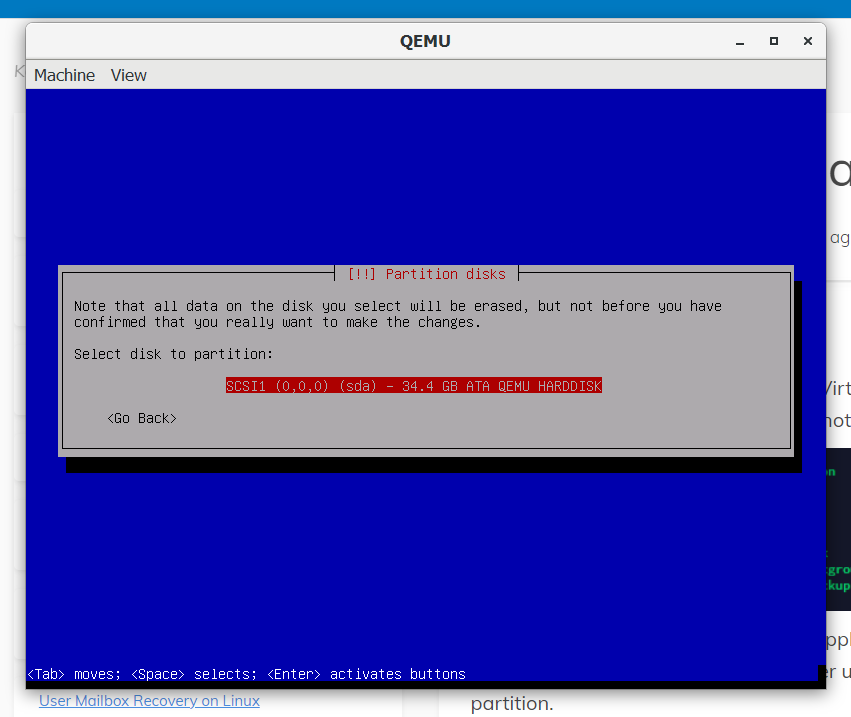 QEMU
Machine View
[!!] Partition disks
Note that all data on the disk you select will be erased, but not before you have
confirmed that you really want to make the changes.
Select disk to partition:
SCSI1 (0,0,0) (sda) - 34.4 GB ATA QEMU HARDDISK
<Go Back>
<Tab> moves; <Space> selects; <Enter> activates buttons
User Mailbox Recovery on Linux
partition.